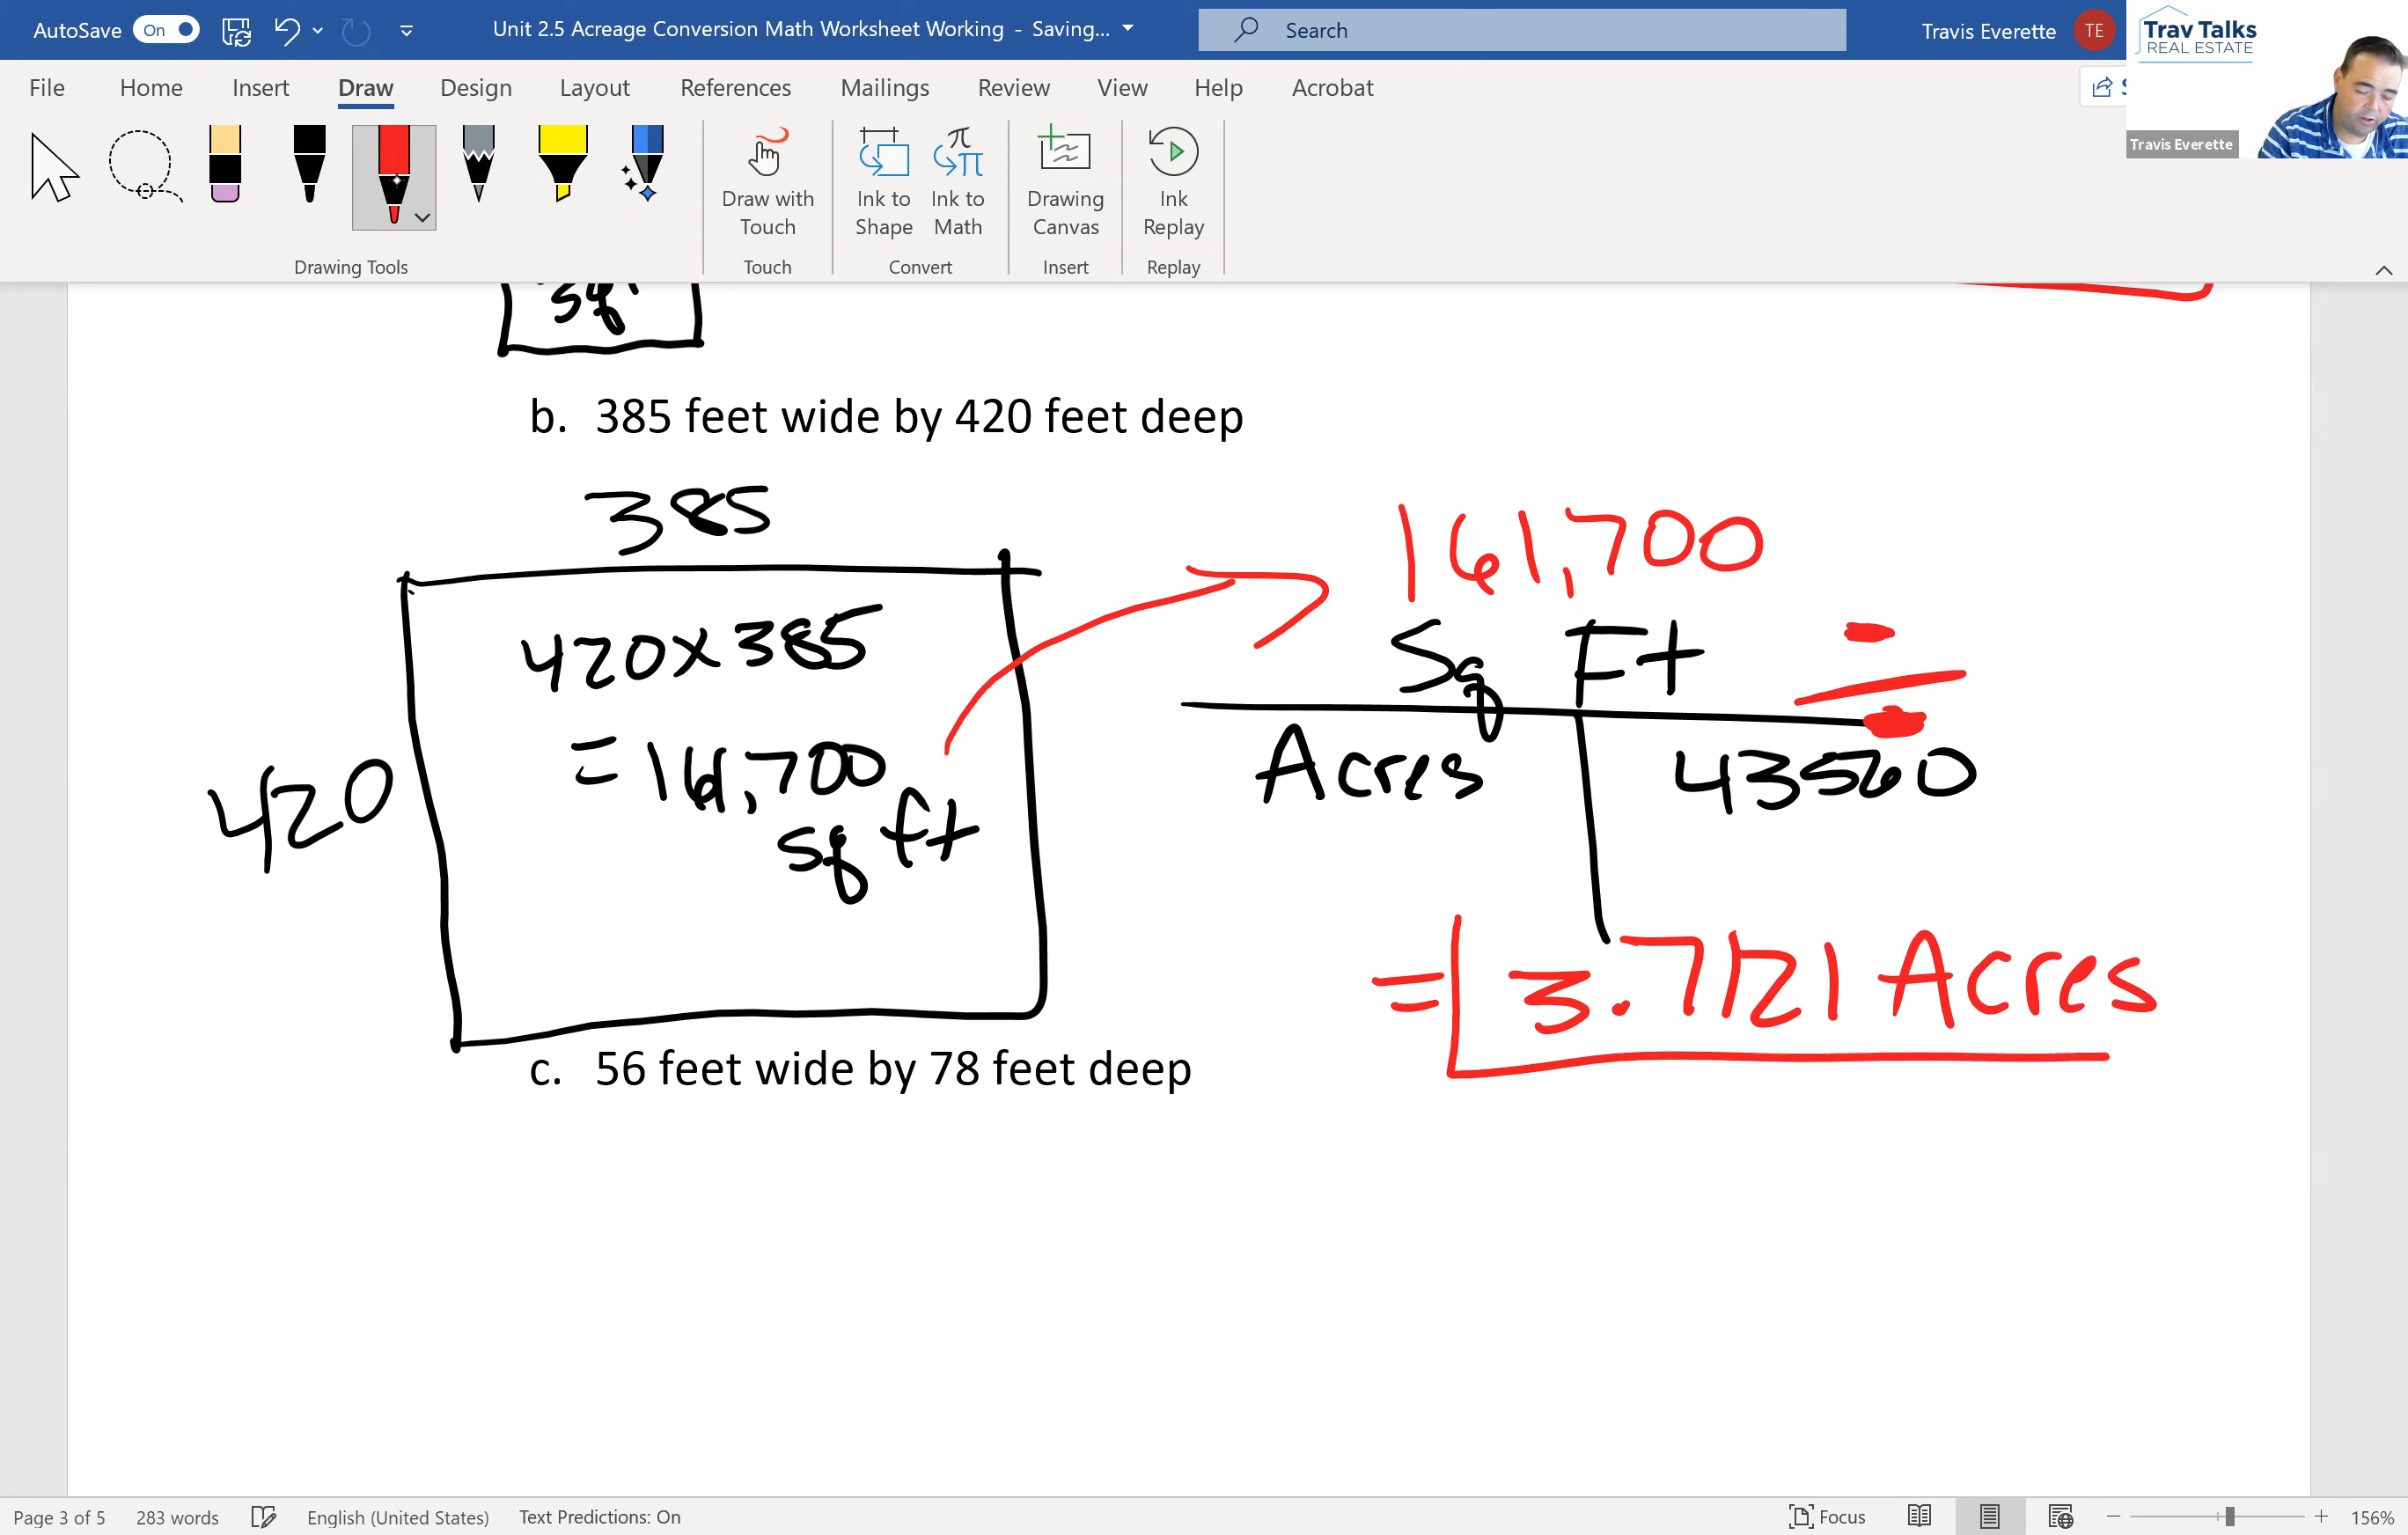 AutoSave On Unit 2.5 Acreage Conversion Math Worksheet Working - Saving... Search Travis Everette TE
Trav Talks
REAL ESTATE
Travis Everette
File Home Insert Draw Design Layout References Mailings Review View Help Acrobat
Draw with Touch
Ink to Shape
Ink to Math
Drawing Canvas
Ink Replay
Drawing Tools Touch Convert Insert Replay
sq
b. 385 feet wide by 420 feet deep
385
420
420x385
=161,700
sq ft
161,700
Sq Ft ÷
Acres 43560
= 3.7121 Acres
c. 56 feet wide by 78 feet deep
Page 3 of 5 283 words English (United States) Text Predictions: On Focus 156%